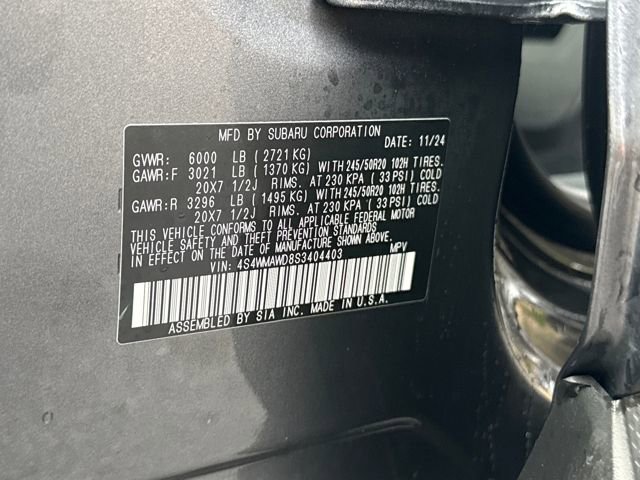 MFD BY SUBARU CORPORATION
DATE: 11/24
GVWR: 6000 LB (2721 KG)
GAWR:F 3021 LB (1370 KG) WITH 245/50R20 102H TIRES.
20X7 1/2J RIMS. AT 230 KPA (33 PSI) COLD
GAWR:R 3296 LB (1495 KG) WITH 245/50R20 102H TIRES.
20X7 1/2J RIMS. AT 230 KPA (33 PSI) COLD
THIS VEHICLE CONFORMS TO ALL APPLICABLE FEDERAL MOTOR
VEHICLE SAFETY AND THEFT PREVENTION STANDARDS
IN EFFECT ON THE DATE OF MANUFACTURE SHOWN ABOVE.
VIN: 4S4WMAWD8S3404403 MPV
ASSEMBLED BY SIA INC. MADE IN U.S.A.